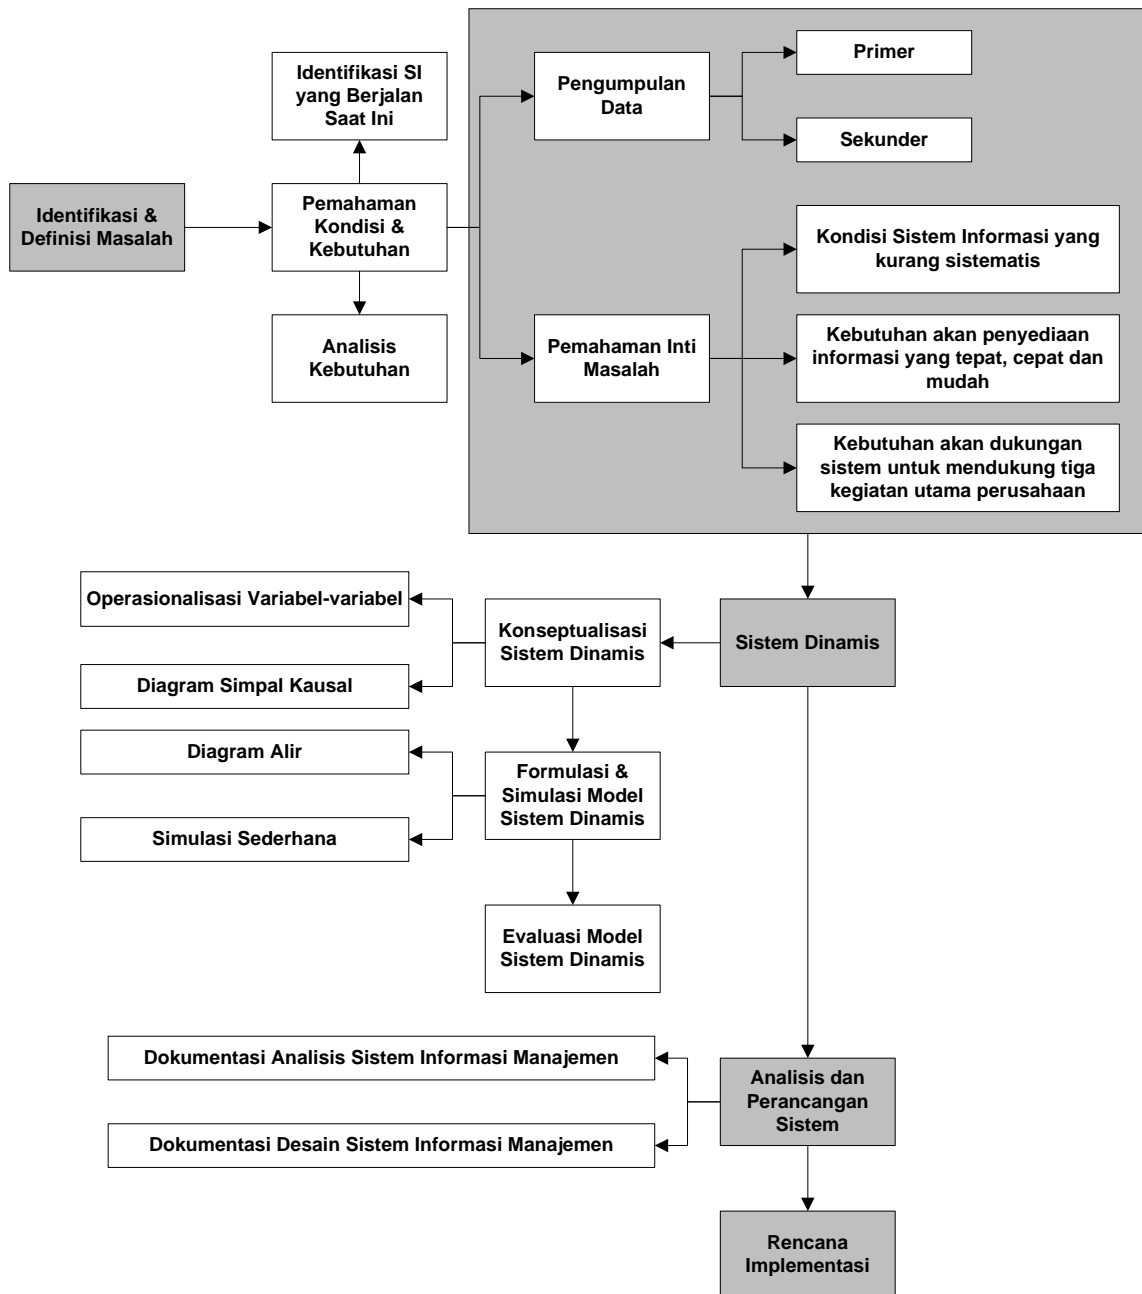 Identifikasi &
Definisi Masalah
Identifikasi SI
yang Berjalan
Saat Ini
Pemahaman
Kondisi &
Kebutuhan
Analisis
Kebutuhan
Pengumpulan
Data
Primer
Sekunder
Pemahaman Inti
Masalah
Kondisi Sistem Informasi yang
kurang sistematis
Kebutuhan akan penyediaan
informasi yang tepat, cepat dan
mudah
Kebutuhan akan dukungan
sistem untuk mendukung tiga
kegiatan utama perusahaan
Sistem Dinamis
Konseptualisasi
Sistem Dinamis
Operasionalisasi Variabel-variabel
Diagram Simpal Kausal
Formulasi &
Simulasi Model
Sistem Dinamis
Diagram Alir
Simulasi Sederhana
Evaluasi Model
Sistem Dinamis
Analisis dan
Perancangan
Sistem
Dokumentasi Analisis Sistem Informasi Manajemen
Dokumentasi Desain Sistem Informasi Manajemen
Rencana
Implementasi